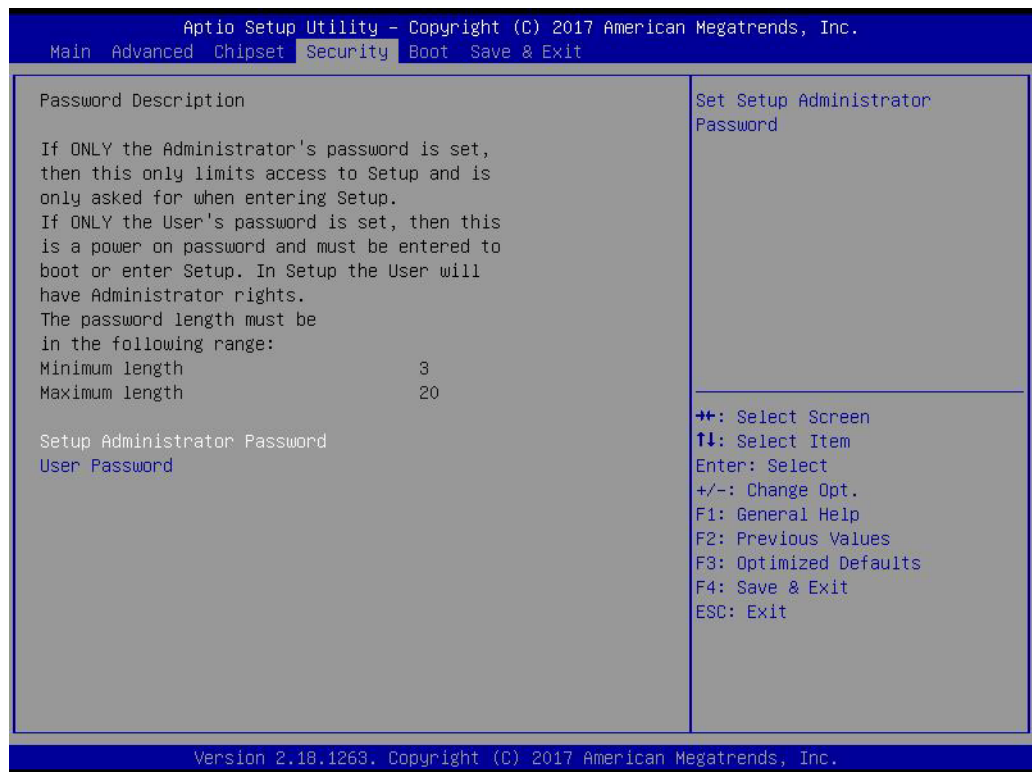 Aptio Setup Utility – Copyright (C) 2017 American Megatrends, Inc.
Main Advanced Chipset Security Boot Save & Exit
Password Description
If ONLY the Administrator's password is set,
then this only limits access to Setup and is
only asked for when entering Setup.
If ONLY the User's password is set, then this
is a power on password and must be entered to
boot or enter Setup. In Setup the User will
have Administrator rights.
The password length must be
in the following range:
Minimum length 3
Maximum length 20
Setup Administrator Password
User Password
Set Setup Administrator
Password
→←: Select Screen
↑↓: Select Item
Enter: Select
+/-: Change Opt.
F1: General Help
F2: Previous Values
F3: Optimized Defaults
F4: Save & Exit
ESC: Exit
Version 2.18.1263. Copyright (C) 2017 American Megatrends, Inc.